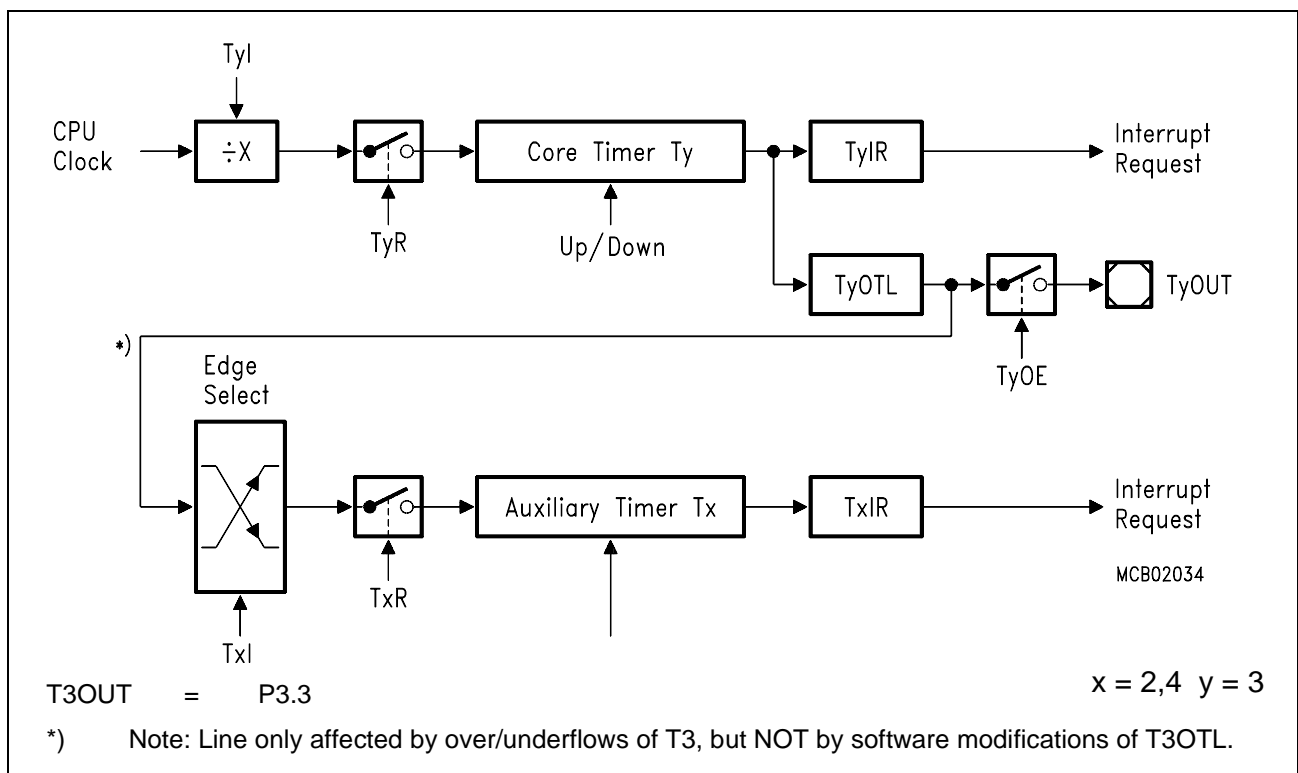 TyI
CPU
Clock
÷X
Core Timer Ty
TyIR
Interrupt
Request
TyR
Up/Down
TyOTL
TyOUT
*)
TyOE
Edge
Select
Auxiliary Timer Tx
TxIR
Interrupt
Request
MCB02034
TxR
TxI
T3OUT = P3.3
x = 2,4 y = 3
*) Note: Line only affected by over/underflows of T3, but NOT by software modifications of T3OTL.